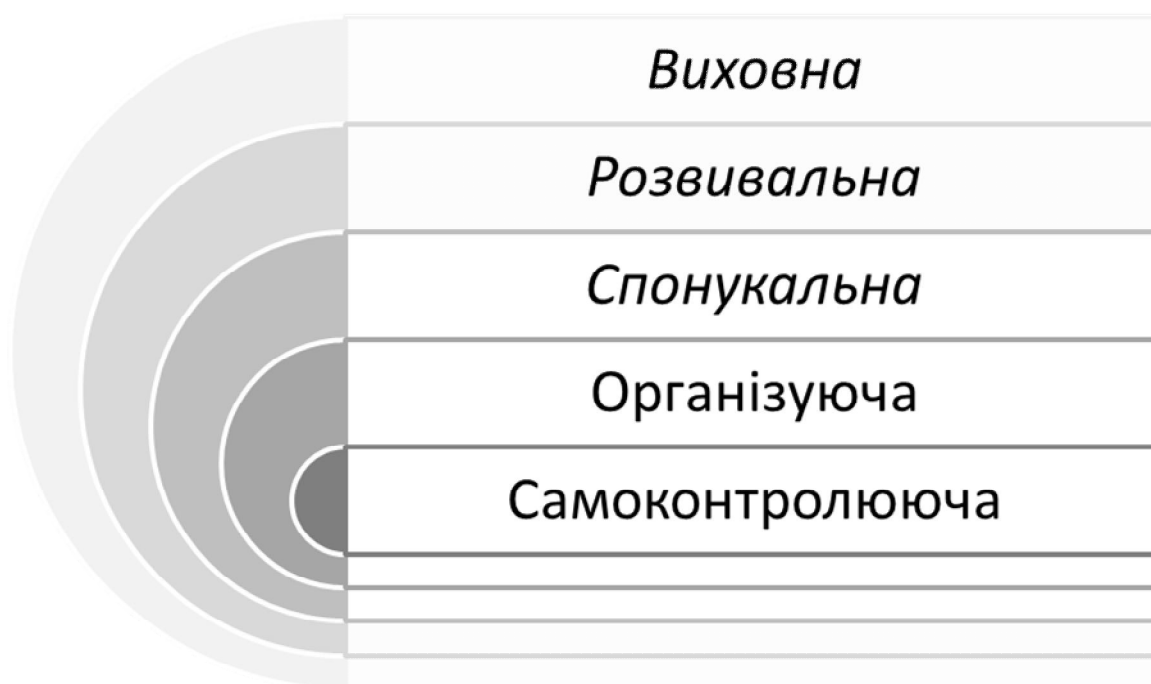 Виховна
Розвивальна
Спонукальна
Організуюча
Самоконтролююча